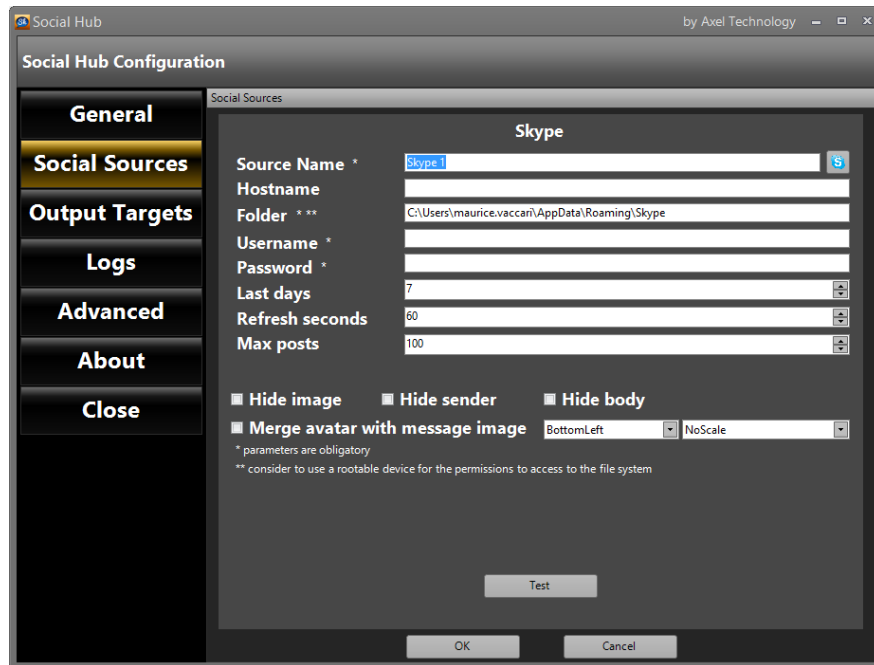 Social Hub by Axel Technology
Social Hub Configuration
General
Social Sources
Output Targets
Logs
Advanced
About
Close
Social Sources
Skype
Source Name * Skype 1
Hostname
Folder * ** C:\Users\maurice.vaccari\AppData\Roaming\Skype
Username *
Password *
Last days 7
Refresh seconds 60
Max posts 100
Hide image Hide sender Hide body
Merge avatar with message image BottomLeft NoScale
* parameters are obligatory
** consider to use a rootable device for the permissions to access to the file system
Test
OK Cancel